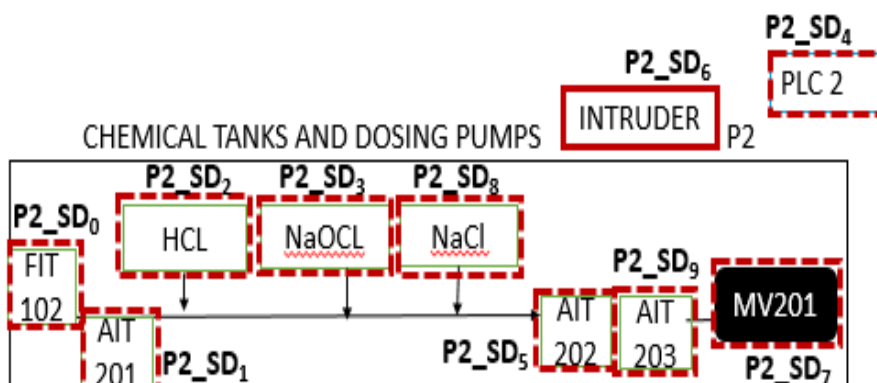 P2_SD4
P2_SD6
PLC 2
INTRUDER
CHEMICAL TANKS AND DOSING PUMPS
P2
P2_SD2
P2_SD3
P2_SD8
P2_SD0
HCL
NaOCL
NaCl
P2_SD9
FIT
102
AIT
201
P2_SD1
P2_SD5
AIT
202
AIT
203
MV201
P2_SD7